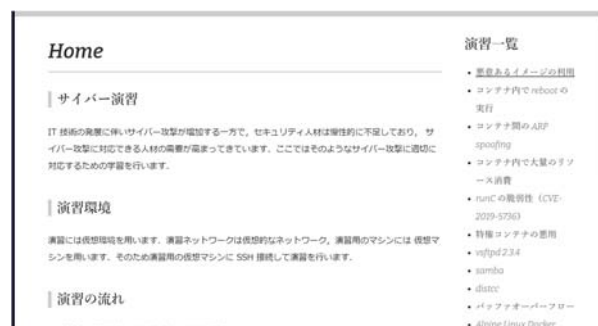 Home
サイバー演習
IT 技術の発展に伴いサイバー攻撃が増加する一方で，セキュリティ人材は慢性的に不足しており， サ
イバー攻撃に対応できる人材の需要が高まってきています．ここではそのようなサイバー攻撃に適切に
対応するための学習を行います．
演習環境
演習には仮想環境を用います．演習ネットワークは仮想的なネットワーク，演習用のマシンには 仮想マ
シンを用います．そのため演習用の仮想マシンに SSH 接続して演習を行います．
演習の流れ
演習一覧
悪意あるイメージの利用
コンテナ内で reboot の
実行
コンテナ間の ARP
spoofing
コンテナ内で大量のリソ
ース消費
runC の脆弱性（CVE-
2019-5736）
特権コンテナの悪用
vsftpd 2.3.4
samba
distcc
バッファオーバーフロー
Alpine Linux Docker